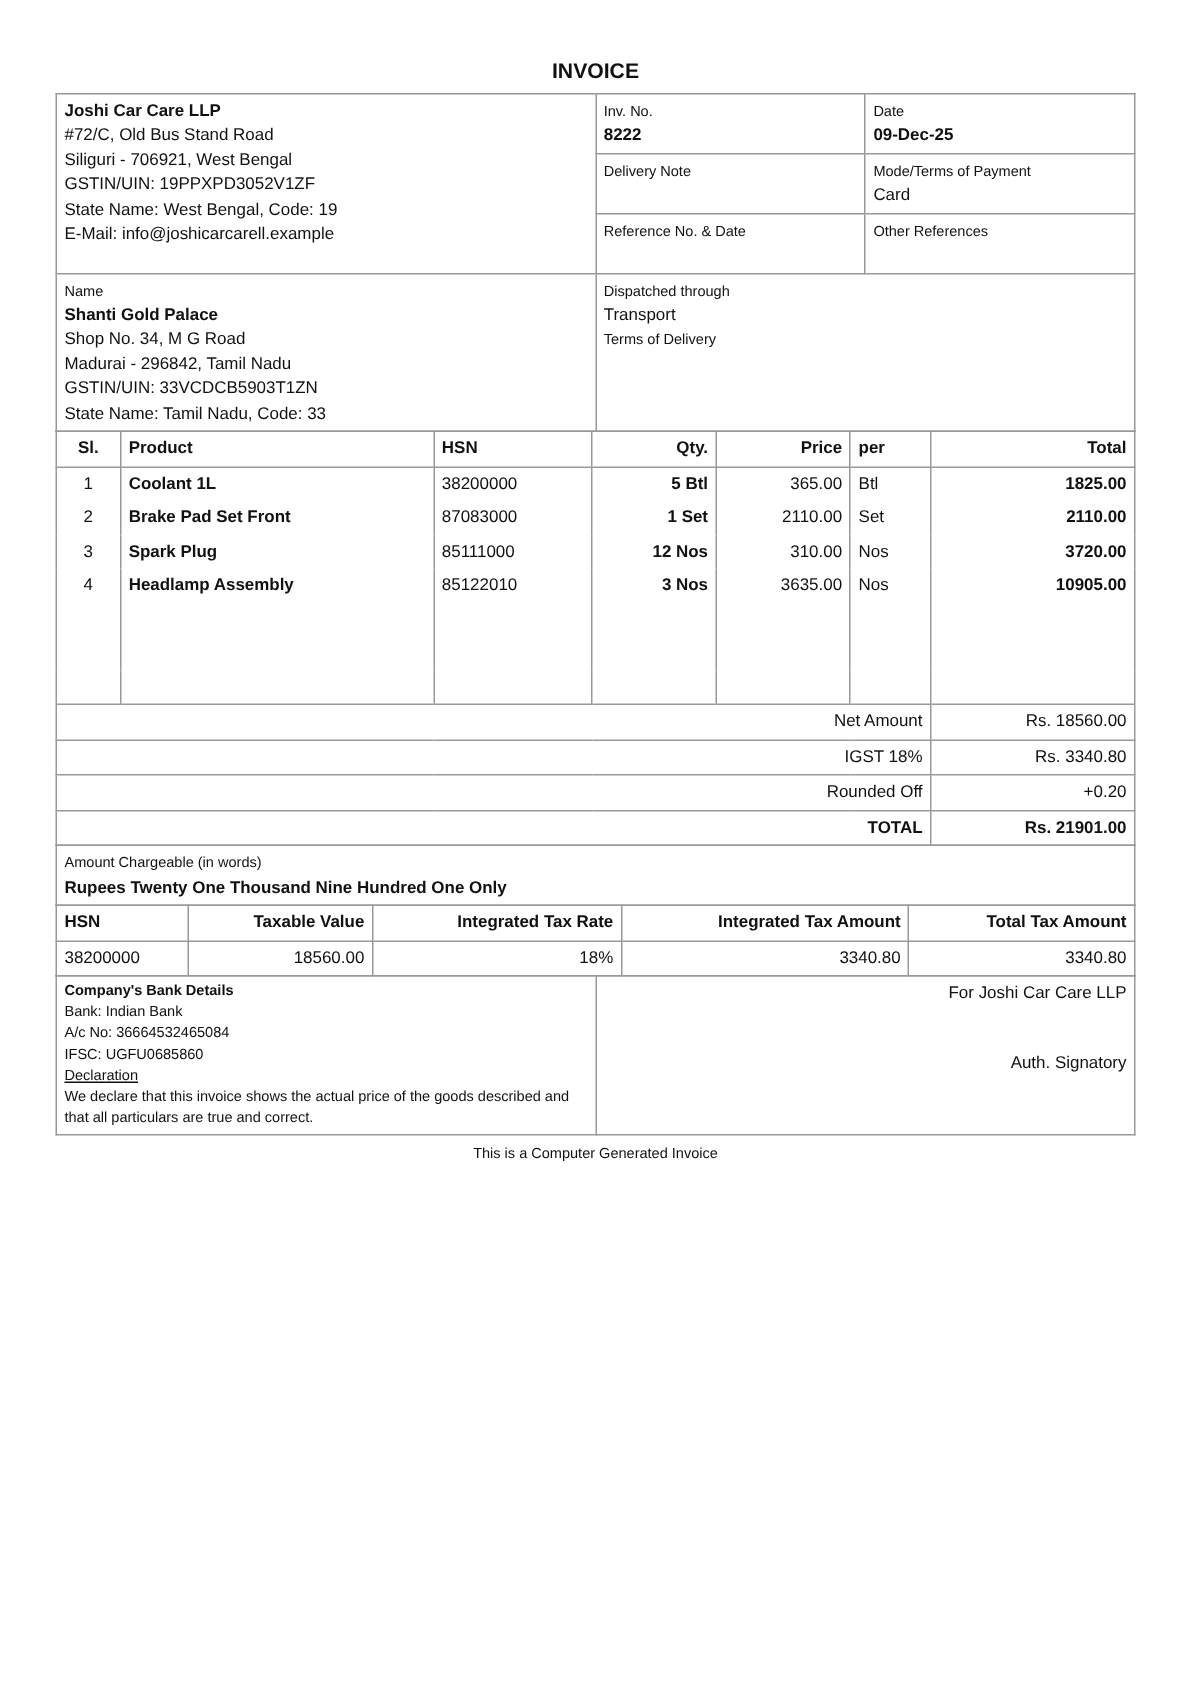 INVOICE
Joshi Car Care LLP
#72/C, Old Bus Stand Road
Siliguri - 706921, West Bengal
GSTIN/UIN: 19PPXPD3052V1ZF
State Name: West Bengal, Code: 19
E-Mail: info@joshicarcarell.example
Inv. No.
8222
Date
09-Dec-25
Delivery Note
Mode/Terms of Payment
Card
Reference No. & Date
Other References
Name
Shanti Gold Palace
Shop No. 34, M G Road
Madurai - 296842, Tamil Nadu
GSTIN/UIN: 33VCDCB5903T1ZN
State Name: Tamil Nadu, Code: 33
Dispatched through
Transport
Terms of Delivery
Sl. Product HSN Qty. Price per Total
1 Coolant 1L 38200000 5 Btl 365.00 Btl 1825.00
2 Brake Pad Set Front 87083000 1 Set 2110.00 Set 2110.00
3 Spark Plug 85111000 12 Nos 310.00 Nos 3720.00
4 Headlamp Assembly 85122010 3 Nos 3635.00 Nos 10905.00
Net Amount Rs. 18560.00
IGST 18% Rs. 3340.80
Rounded Off +0.20
TOTAL Rs. 21901.00
Amount Chargeable (in words)
Rupees Twenty One Thousand Nine Hundred One Only
HSN Taxable Value Integrated Tax Rate Integrated Tax Amount Total Tax Amount
38200000 18560.00 18% 3340.80 3340.80
Company's Bank Details
Bank: Indian Bank
A/c No: 36664532465084
IFSC: UGFU0685860
Declaration
We declare that this invoice shows the actual price of the goods described and
that all particulars are true and correct.
For Joshi Car Care LLP
Auth. Signatory
This is a Computer Generated Invoice